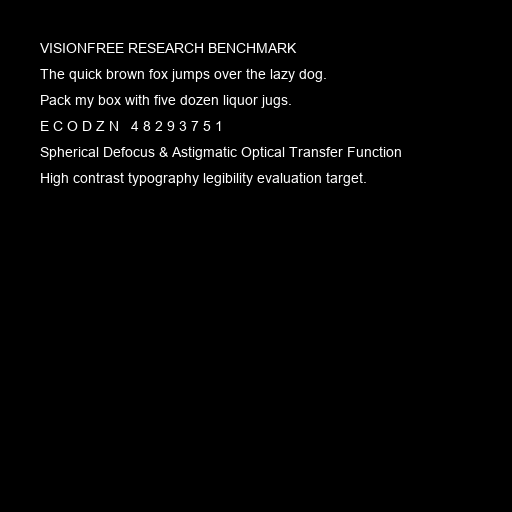 VISIONFREE RESEARCH BENCHMARK
The quick brown fox jumps over the lazy dog.
Pack my box with five dozen liquor jugs.
E C O D Z N   4 8 2 9 3 7 5 1
Spherical Defocus & Astigmatic Optical Transfer Function
High contrast typography legibility evaluation target.